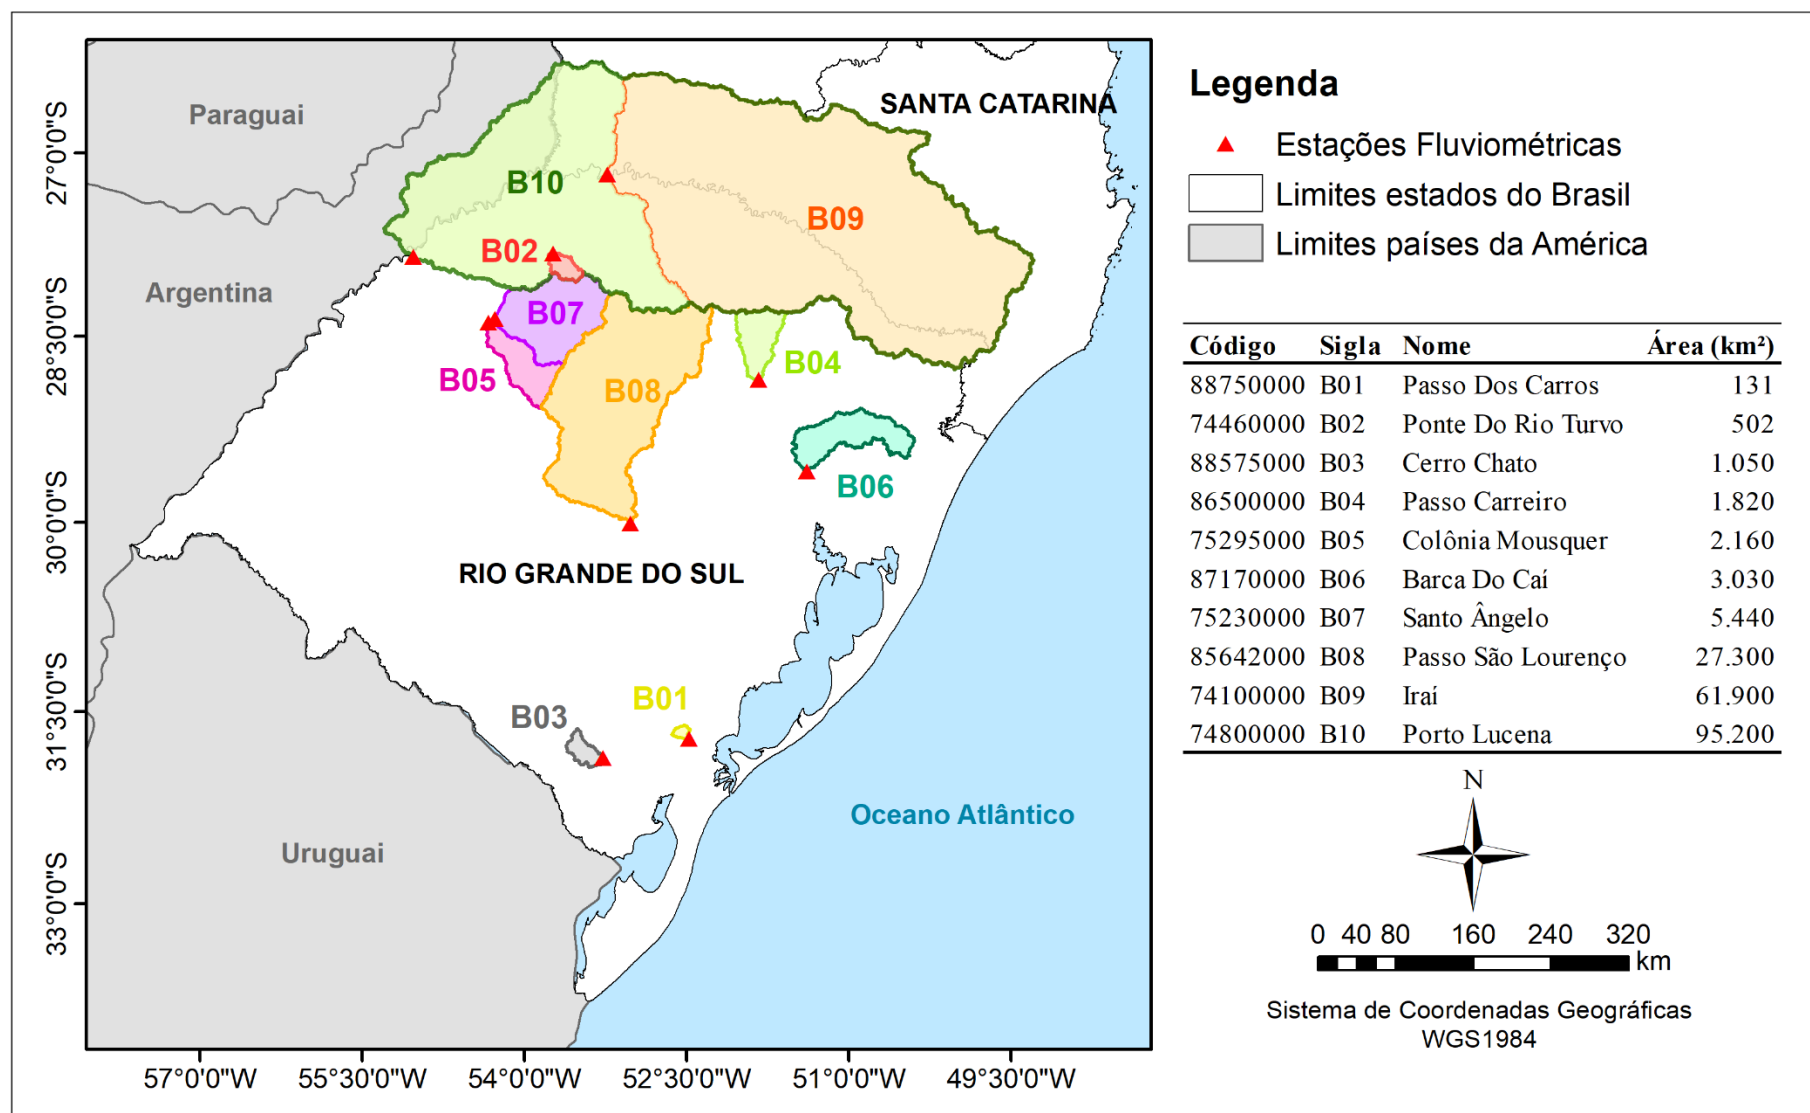 Paraguai
SANTA CATARINA
B10
B09
B02
Argentina
B07
B05
B08
B04
B06
RIO GRANDE DO SUL
B01
B03
Oceano Atlântico
Uruguai
27°0'0"S
28°30'0"S
30°0'0"S
31°30'0"S
33°0'0"S
57°0'0"W 55°30'0"W 54°0'0"W 52°30'0"W 51°0'0"W 49°30'0"W
Legenda
Estações Fluviométricas
Limites estados do Brasil
Limites países da América
Código Sigla Nome Área (km²)
88750000 B01 Passo Dos Carros 131
74460000 B02 Ponte Do Rio Turvo 502
88575000 B03 Cerro Chato 1.050
86500000 B04 Passo Carreiro 1.820
75295000 B05 Colônia Mousquer 2.160
87170000 B06 Barca Do Caí 3.030
75230000 B07 Santo Ângelo 5.440
85642000 B08 Passo São Lourenço 27.300
74100000 B09 Iraí 61.900
74800000 B10 Porto Lucena 95.200
N
0 40 80 160 240 320
km
Sistema de Coordenadas Geográficas
WGS1984